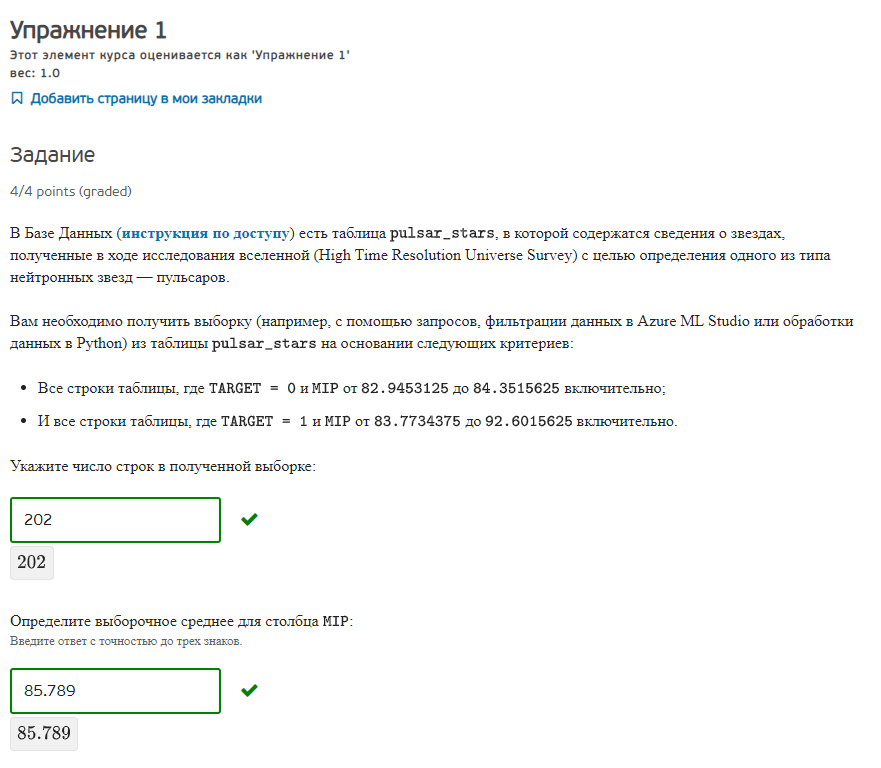 Упражнение 1
Этот элемент курса оценивается как 'Упражнение 1'
вес: 1.0
Добавить страницу в мои закладки
Задание
4/4 points (graded)
В Базе Данных (инструкция по доступу) есть таблица pulsar_stars, в которой содержатся сведения о звездах,
полученные в ходе исследования вселенной (High Time Resolution Universe Survey) с целью определения одного из типа
нейтронных звезд — пульсаров.
Вам необходимо получить выборку (например, с помощью запросов, фильтрации данных в Azure ML Studio или обработки
данных в Python) из таблицы pulsar_stars на основании следующих критериев:
• Все строки таблицы, где TARGET = 0 и MIP от 82.9453125 до 84.3515625 включительно;
• И все строки таблицы, где TARGET = 1 и MIP от 83.7734375 до 92.6015625 включительно.
Укажите число строк в полученной выборке:
202
202
Определите выборочное среднее для столбца MIP:
Введите ответ с точностью до трех знаков.
85.789
85.789